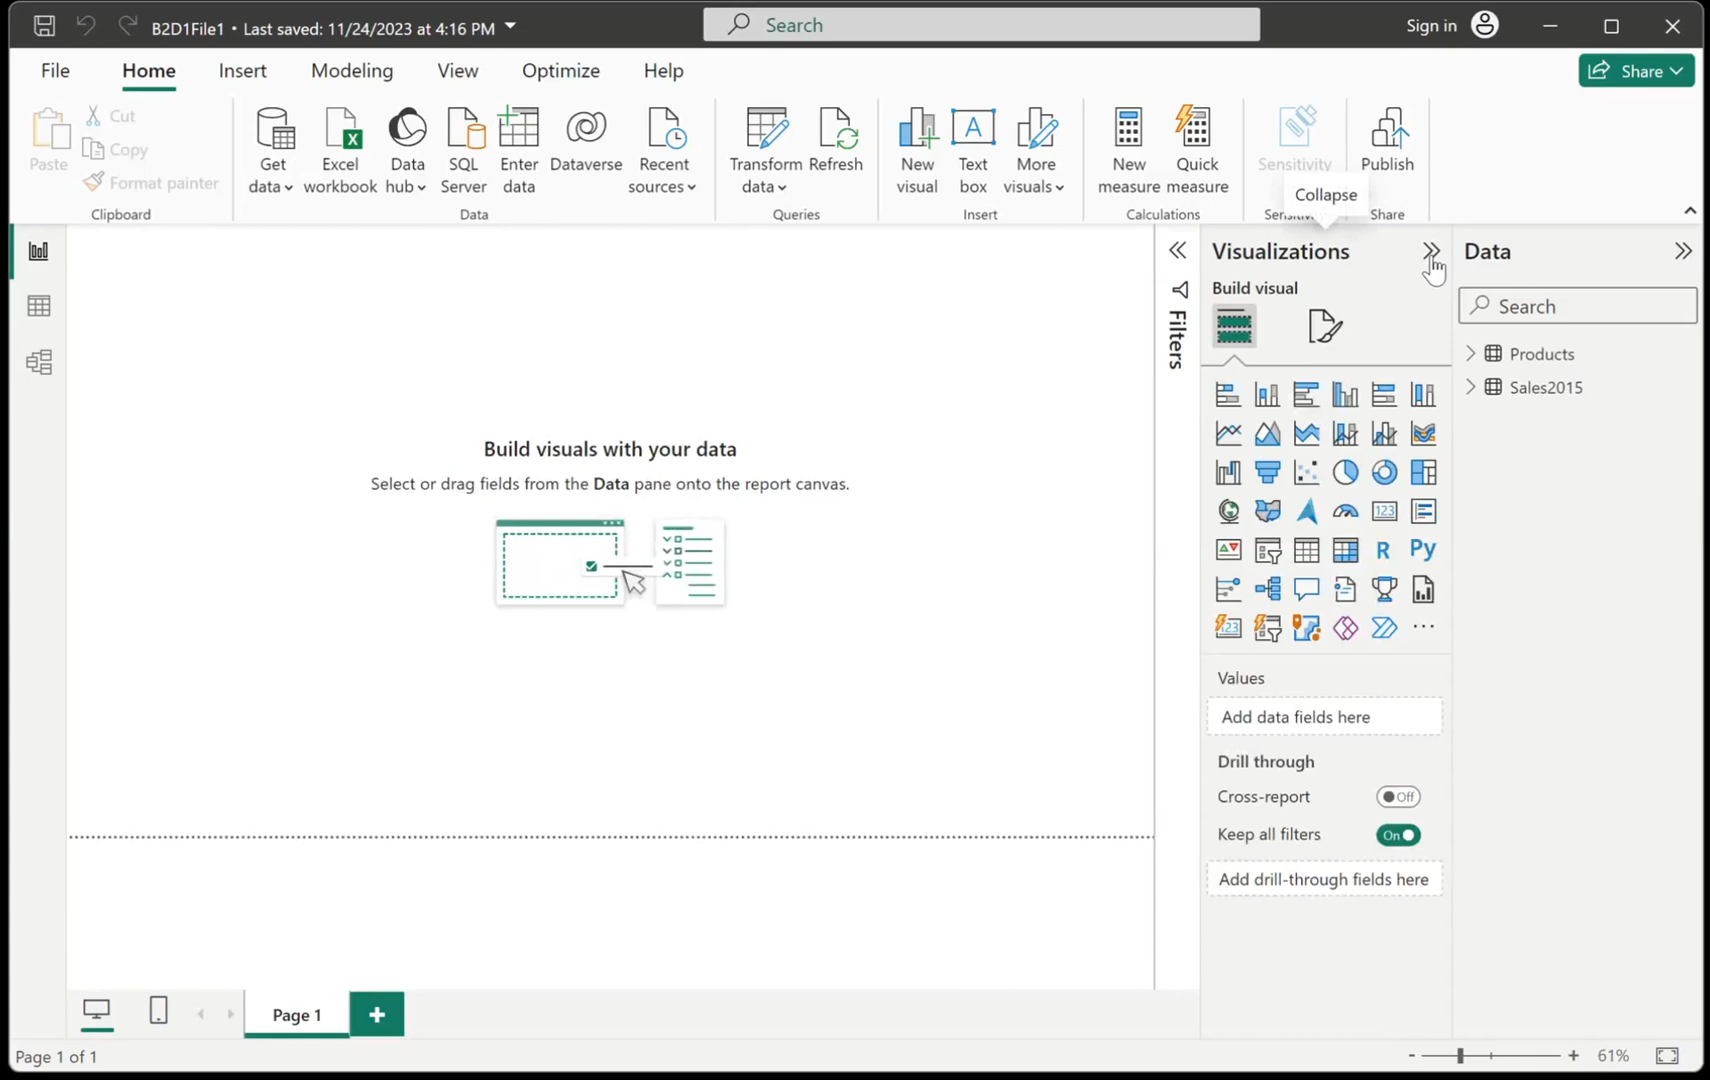 B2D1File1 • Last saved: 11/24/2023 at 4:16 PM
Search
Sign in
File
Home
Insert
Modeling
View
Optimize
Help
Share
Paste
Cut
Copy
Format painter
Clipboard
Get data
Excel workbook
Data hub
SQL Server
Enter data
Dataverse
Recent sources
Data
Transform data
Refresh
Queries
New visual
Text box
More visuals
Insert
New measure
Quick measure
Calculations
Sensitivity
Collapse
Publish
Share
Filters
Visualizations
Build visual
R
Py
123
123
Data
Search
Products
Sales2015
Build visuals with your data
Select or drag fields from the Data pane onto the report canvas.
Values
Add data fields here
Drill through
Cross-report
Off
Keep all filters
On
Add drill-through fields here
Page 1
Page 1 of 1
61%